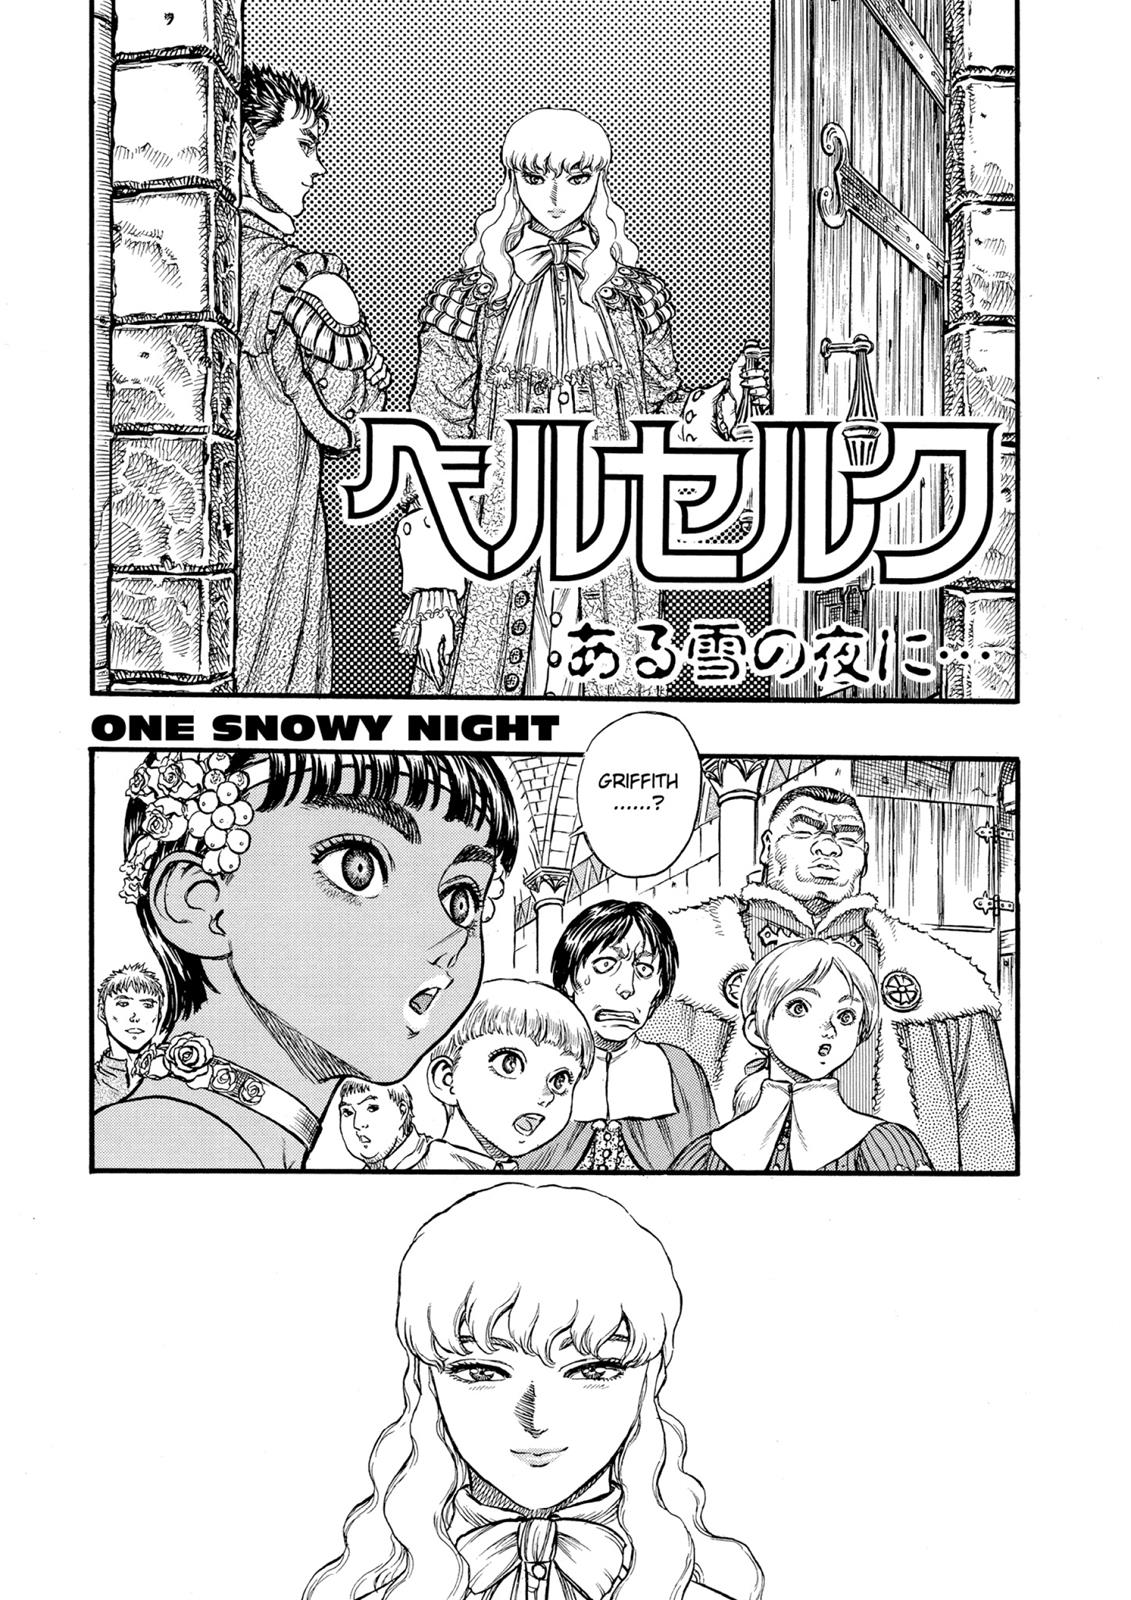 ベルセルク
ある雪の夜に…
ONE SNOWY NIGHT
GRIFFITH
......?